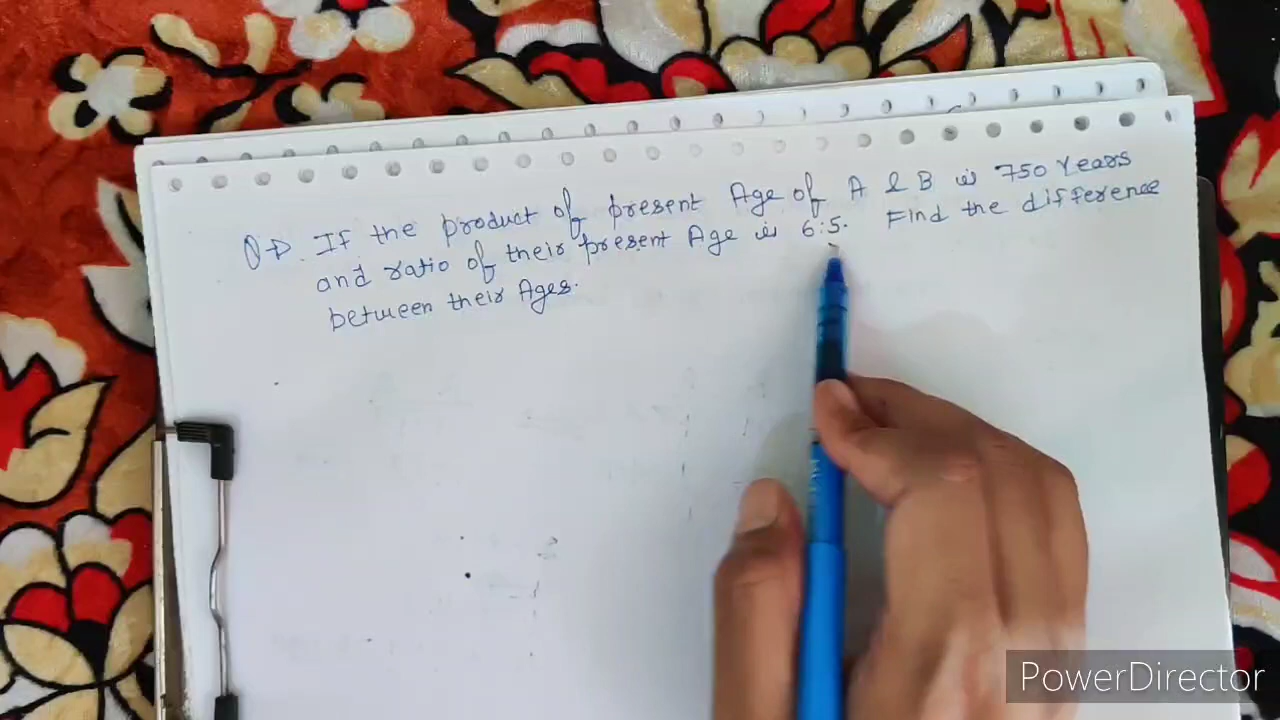 Q→. If the product of present Age of A & B is 750 Years
and ratio of their present Age is 6:5. Find the difference
between their Ages.
PowerDirector